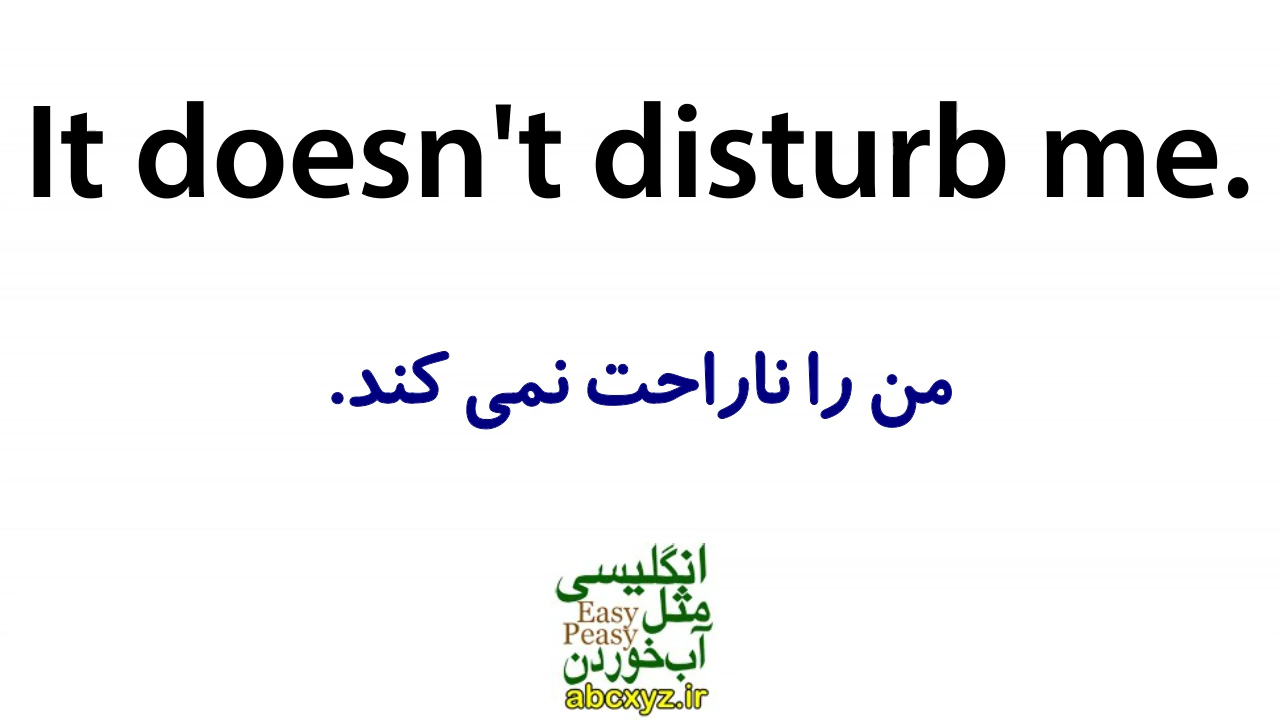 It doesn't disturb me.
من را ناراحت نمی کند.
انگلیسی
مثل Easy
Peasy
آب‌خوردن
abcxyz.ir